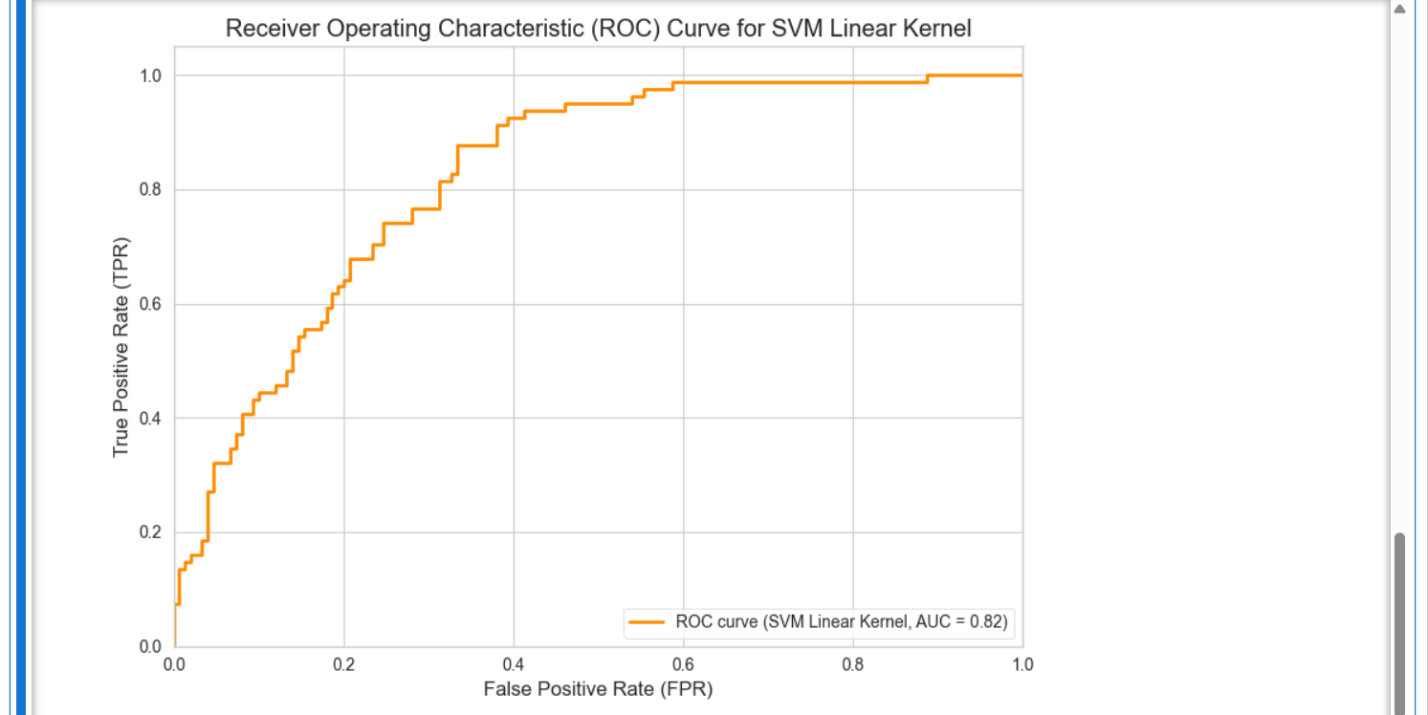 Receiver Operating Characteristic (ROC) Curve for SVM Linear Kernel
1.0
0.8
0.6
0.4
0.2
0.0
True Positive Rate (TPR)
ROC curve (SVM Linear Kernel, AUC = 0.82)
0.0 0.2 0.4 0.6 0.8 1.0
False Positive Rate (FPR)